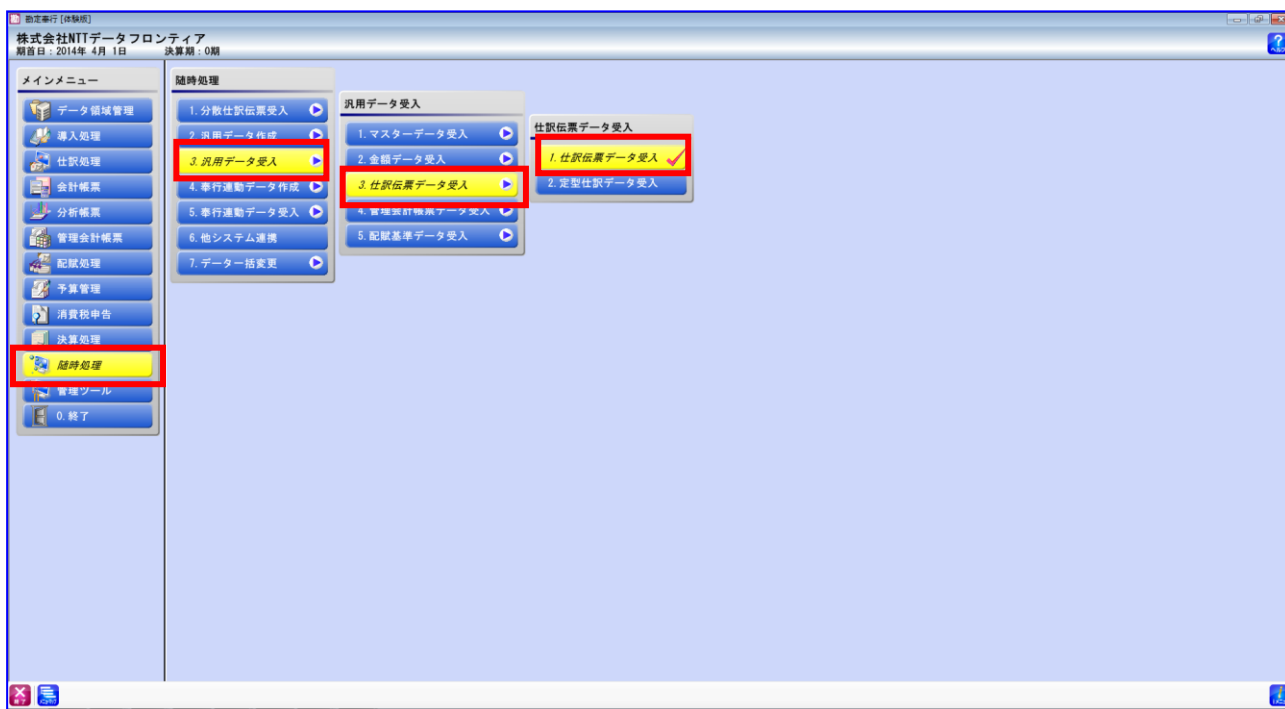 勘定奉行 [体験版]
株式会社NTTデータフロンティア
期首日：2014年 4月 1日 決算期：0期
ヘルプ
メインメニュー
データ領域管理
導入処理
仕訳処理
会計帳票
分析帳票
管理会計帳票
配賦処理
予算管理
消費税申告
決算処理
随時処理
管理ツール
0. 終了
随時処理
1. 分散仕訳伝票受入
2. 汎用データ作成
3. 汎用データ受入
4. 奉行連動データ作成
5. 奉行連動データ受入
6. 他システム連携
7. データ一括変更
汎用データ受入
1. マスターデータ受入
2. 金額データ受入
3. 仕訳伝票データ受入
4. 管理会計帳票データ受入
5. 配賦基準データ受入
仕訳伝票データ受入
1. 仕訳伝票データ受入
2. 定型仕訳データ受入
終了